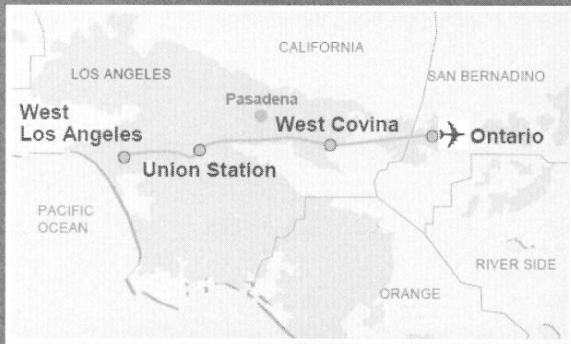 CALIFORNIA
LOS ANGELES
SAN BERNADINO
Pasadena
West
Los Angeles
West Covina
Ontario
Union Station
PACIFIC
OCEAN
RIVER SIDE
ORANGE